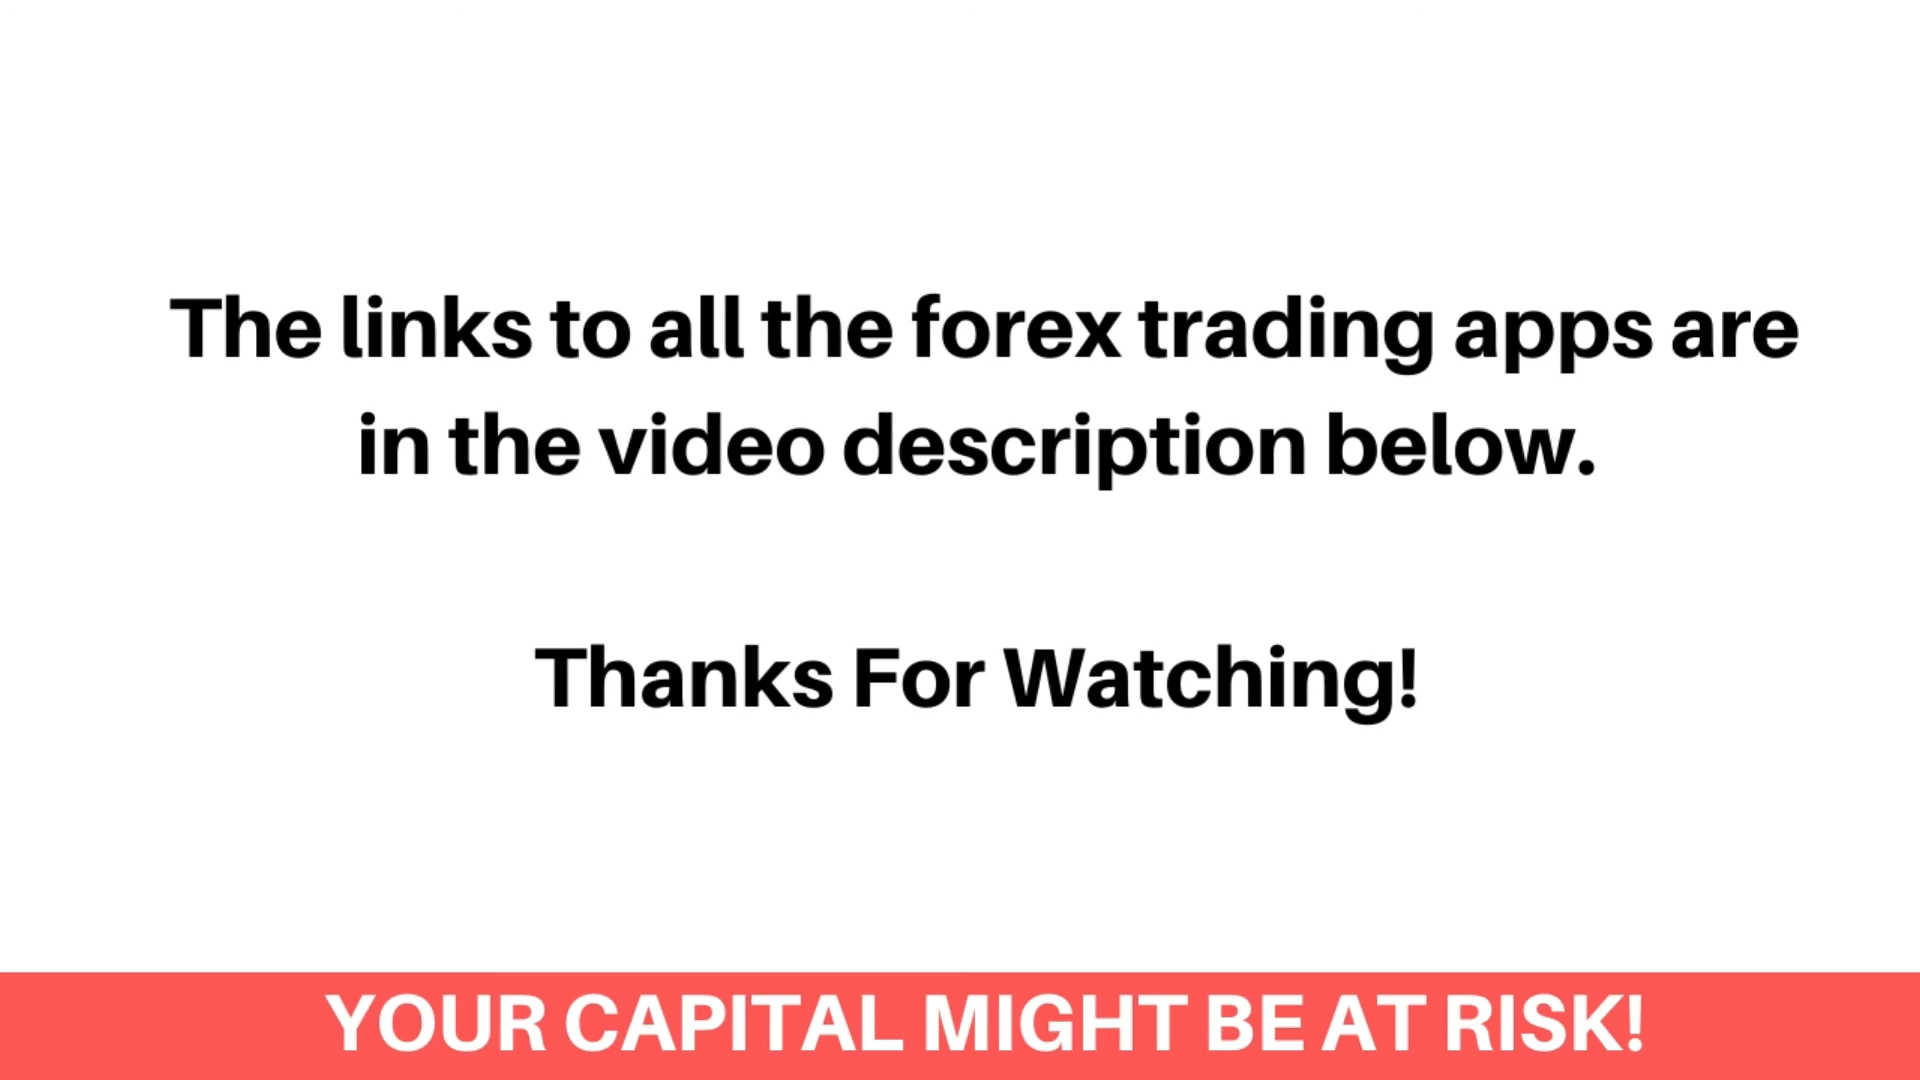 The links to all the forex trading apps are
in the video description below.
Thanks For Watching!
YOUR CAPITAL MIGHT BE AT RISK!